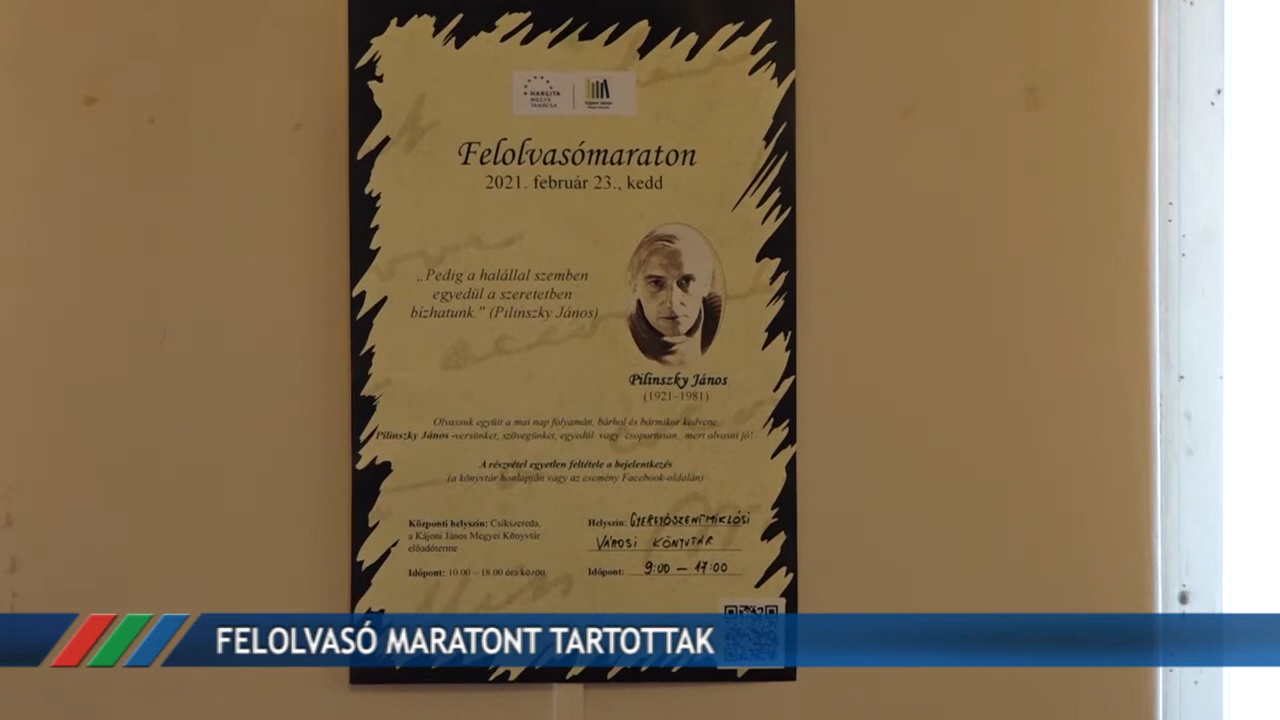 HARGITA
MEGYE
TANÁCSA
Kájoni János
Felolvasómaraton
2021. február 23., kedd
„Pedig a halállal szemben
egyedül a szeretetben
bízhatunk." (Pilinszky János)
Pilinszky János
(1921–1981)
Olvassuk együtt a mai nap folyamán, bárhol és bármikor kedvenc
Pilinszky János -versünket, szövegünket, egyedül vagy csoportosan, mert olvasni jó!
A részvétel egyetlen feltétele a bejelentkezés
(a könyvtár honlapján vagy az esemény Facebook-oldalán)
Központi helyszín: Csíkszereda,
a Kájoni János Megyei Könyvtár
előadóterme
Időpont: 10.00 – 18.00 óra között
Helyszín: GYERGYÓSZENTMIKLÓSI
VÁROSI KÖNYVTÁR
Időpont: 9:00 – 17:00
FELOLVASÓ MARATONT TARTOTTAK